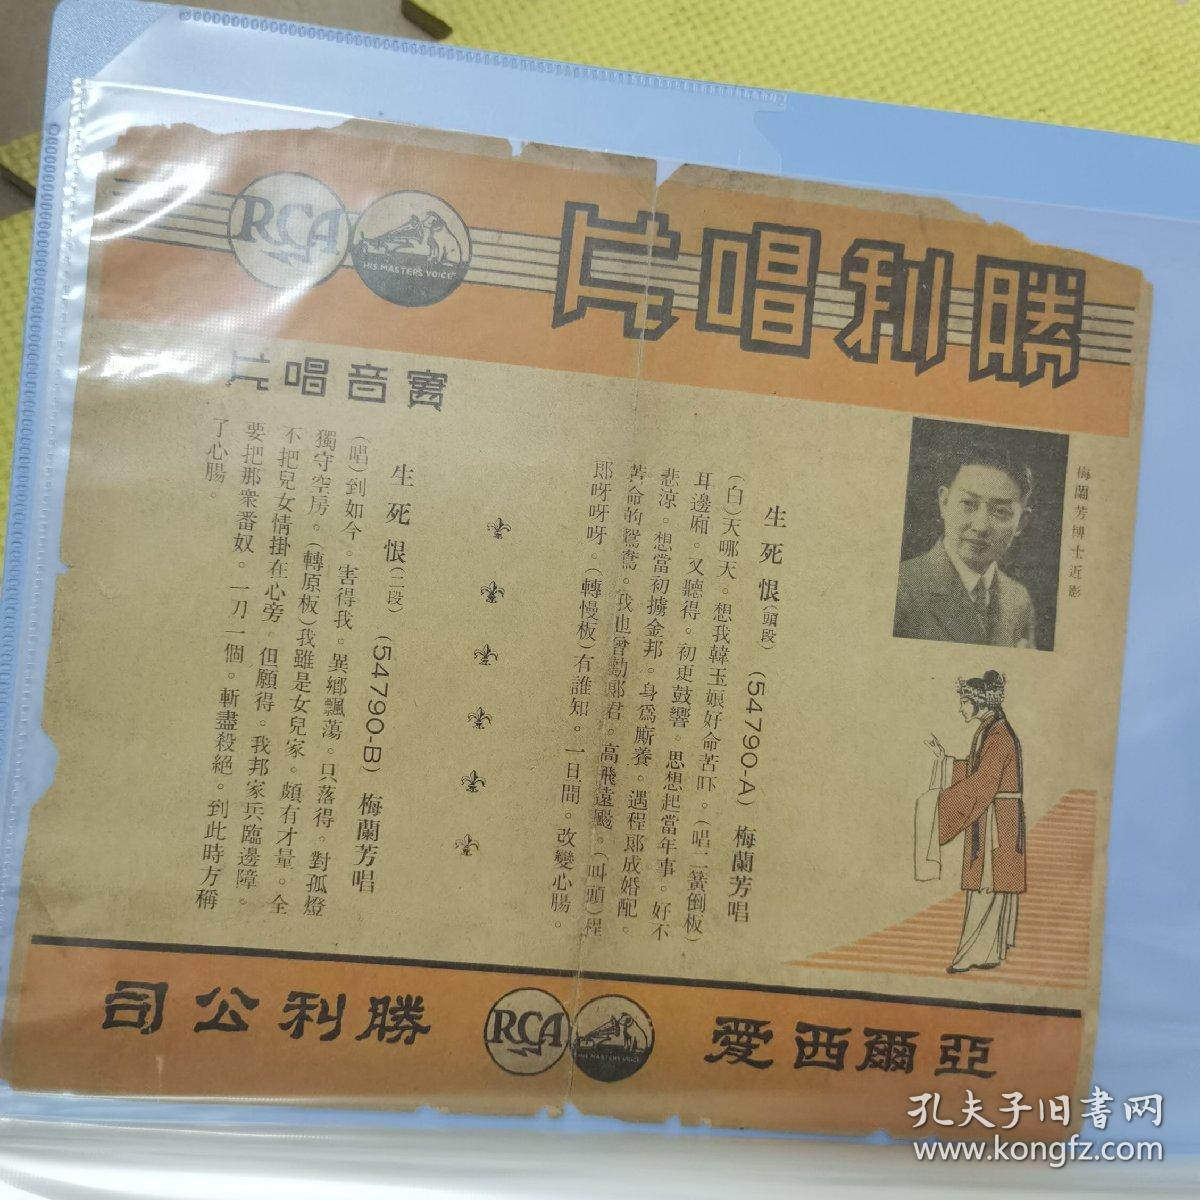 勝利唱片
RCA
HIS MASTER'S VOICE
實音唱片
梅蘭芳博士近影
生死恨(頭段) (54790-A) 梅蘭芳唱
(白)天哪天。想我韓玉娘好命苦吓。(唱二簧倒板)
耳邊廂。又聽得。初更鼓響。思想起當年事。好不
悲涼。想當初擄金邦。身爲厮養。遇程郎成婚配。
苦命的鴛鴦。我也曾勸郎君。高飛遠颺。(叫頭)程
郎呀呀呀。(轉慢板)有誰知。一日間。改變心腸。
生死恨(二段) (54790-B) 梅蘭芳唱
(唱)到如今。害得我。異鄉飄蕩。只落得。對孤燈
獨守空房。(轉原板)我雖是女兒家。頗有才量。全
不把兒女情掛在心旁。但願得。我邦家兵臨邊障。
要把那衆番奴。一刀一個。斬盡殺絕。到此時方稱
了心腸。
亞爾西愛
RCA
HIS MASTER'S VOICE
勝利公司
孔夫子旧书网
www.kongfz.com